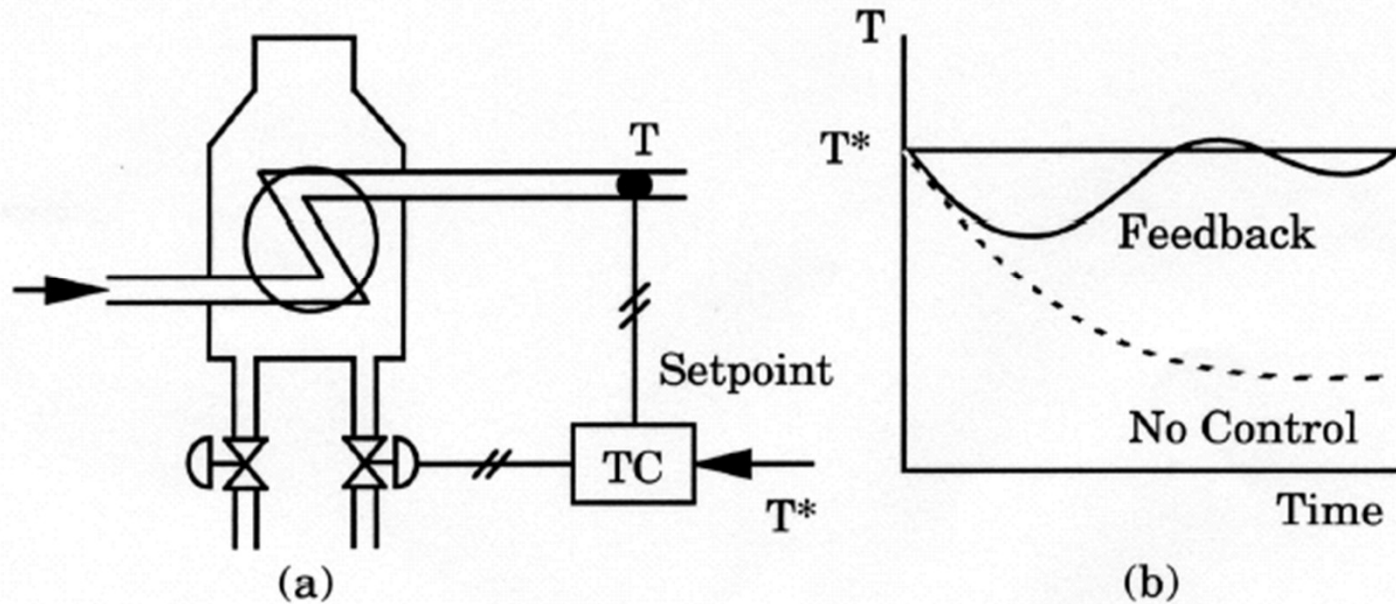 T
Setpoint
TC
T*
(a)
T
T*
Feedback
No Control
Time
(b)